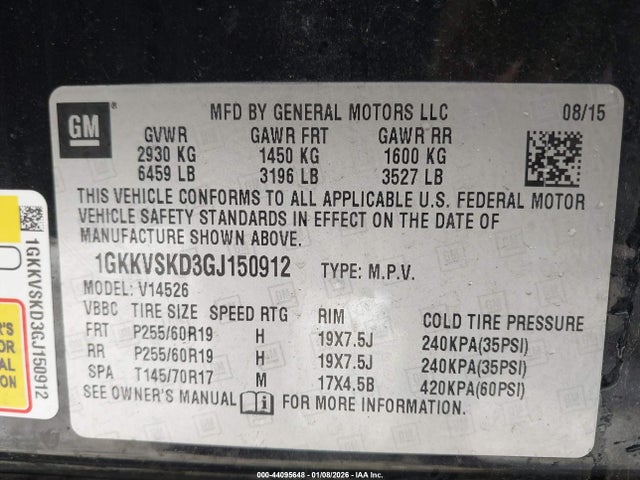 GM ®
MFD BY GENERAL MOTORS LLC 08/15
GVWR GAWR FRT GAWR RR
2930 KG 1450 KG 1600 KG
6459 LB 3196 LB 3527 LB
THIS VEHICLE CONFORMS TO ALL APPLICABLE U.S. FEDERAL MOTOR
VEHICLE SAFETY STANDARDS IN EFFECT ON THE DATE OF
MANUFACTURE SHOWN ABOVE.
1GKKVSKD3GJ150912 TYPE: M.P.V.
MODEL: V14526
VBBC TIRE SIZE SPEED RTG RIM COLD TIRE PRESSURE
FRT P255/60R19 H 19X7.5J 240KPA(35PSI)
RR P255/60R19 H 19X7.5J 240KPA(35PSI)
SPA T145/70R17 M 17X4.5B 420KPA(60PSI)
SEE OWNER'S MANUAL i FOR MORE INFORMATION.
1GKKVSKD3GJ150912
000-44095648 - 01/08/2026 - IAA Inc.